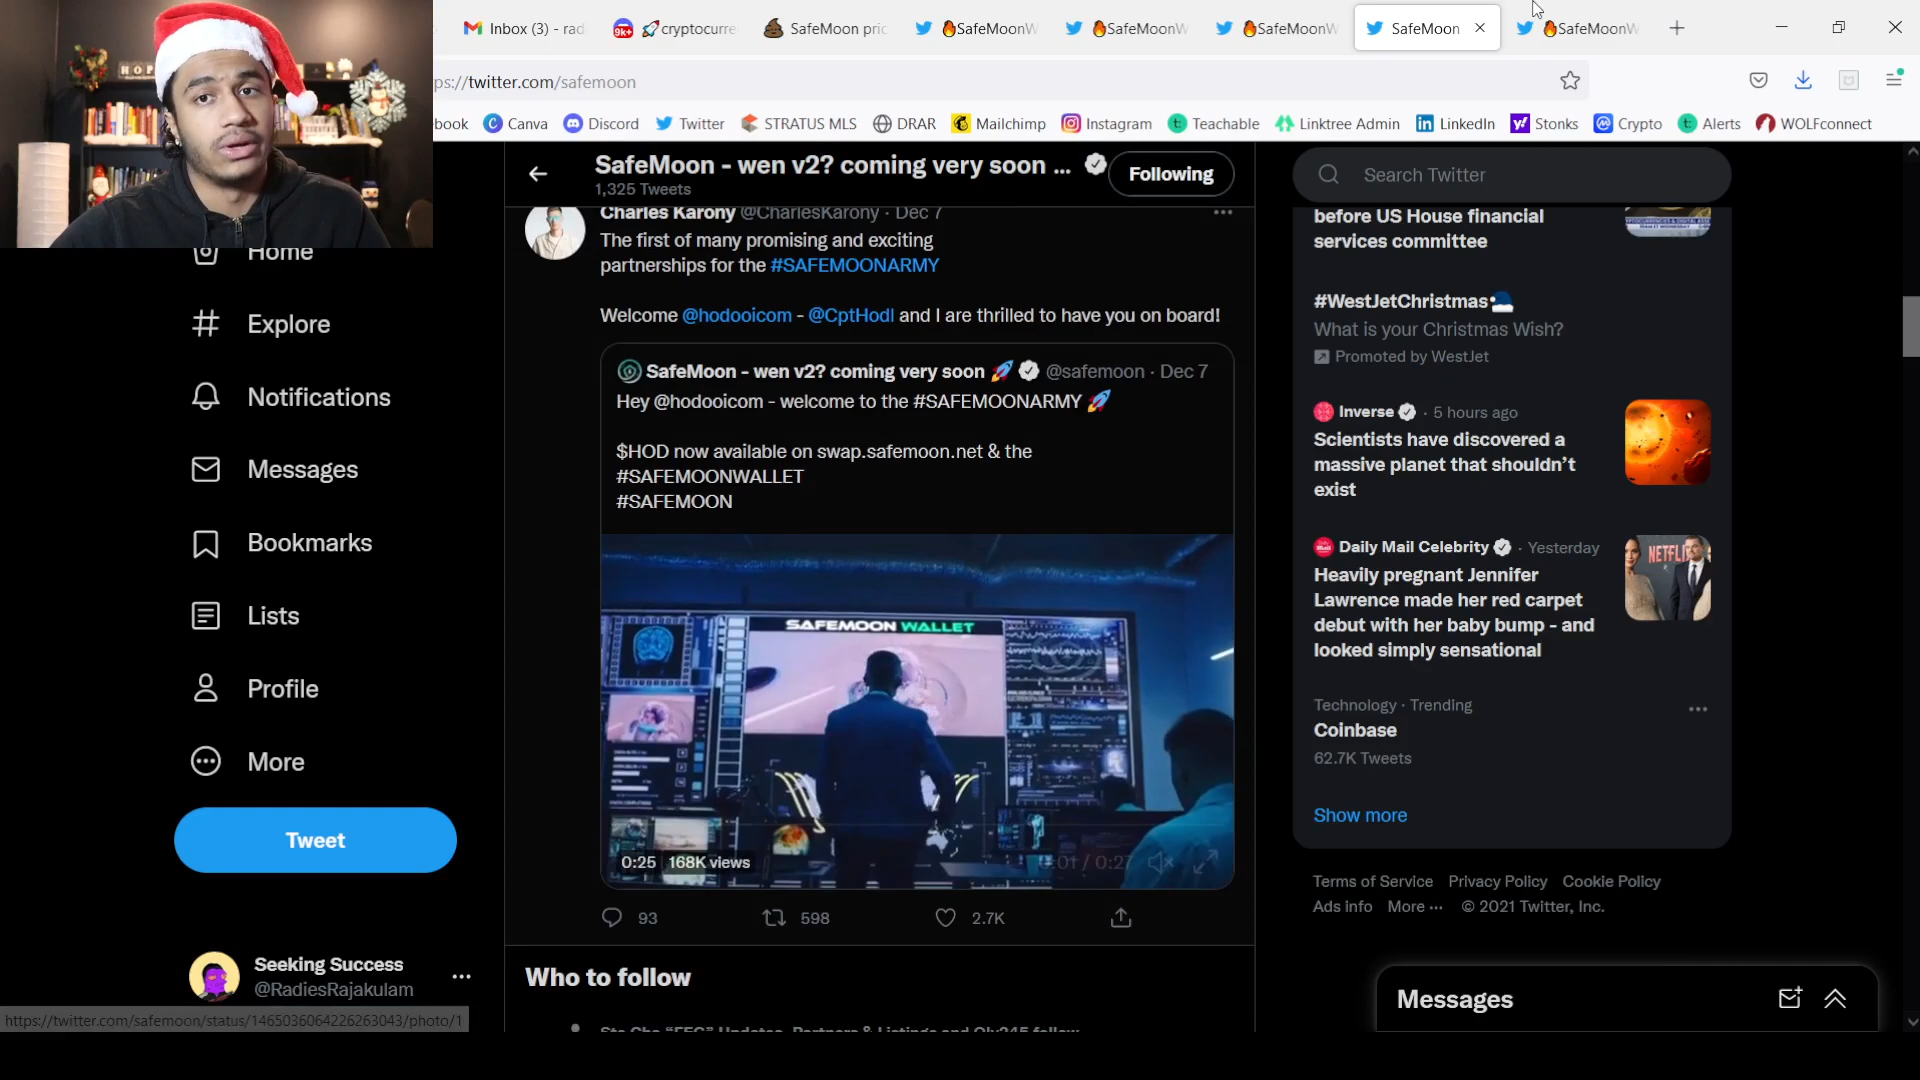 Inbox (3) - rad
9+
🚀cryptocurre
SafeMoon pric
🔥SafeMoonW
🔥SafeMoonW
🔥SafeMoonW
SafeMoon
🔥SafeMoonW
ps://twitter.com/safemoon
book
Canva
Discord
Twitter
STRATUS MLS
DRAR
Mailchimp
Instagram
Teachable
Linktree Admin
LinkedIn
Stonks
Crypto
Alerts
WOLFconnect
Home
Explore
Notifications
Bookmarks
Messages
Lists
Profile
More
Tweet
Seeking Success
@RadiesRajakulam
https://twitter.com/safemoon/status/1465036064226263043/photo/1
SafeMoon - wen v2? coming very soon ...
1,325 Tweets
Following
Charles Karony @CharlesKarony · Dec 7
The first of many promising and exciting
partnerships for the #SAFEMOONARMY
Welcome @hodooicom - @CptHodl and I are thrilled to have you on board!
SafeMoon - wen v2? coming very soon 🚀 @safemoon · Dec 7
Hey @hodooicom - welcome to the #SAFEMOONARMY 🚀
$HOD now available on swap.safemoon.net & the
#SAFEMOONWALLET
#SAFEMOON
SAFEMOON WALLET
0:25 168K views
0:01 / 0:27
93 598 2.7K
Who to follow
Search Twitter
before US House financial
services committee
#WestJetChristmas
What is your Christmas Wish?
Promoted by WestJet
Inverse · 5 hours ago
Scientists have discovered a
massive planet that shouldn't
exist
Daily Mail Celebrity · Yesterday
Heavily pregnant Jennifer
Lawrence made her red carpet
debut with her baby bump - and
looked simply sensational
Technology · Trending
Coinbase
62.7K Tweets
Show more
Terms of Service Privacy Policy Cookie Policy
Ads info More ··· © 2021 Twitter, Inc.
Messages